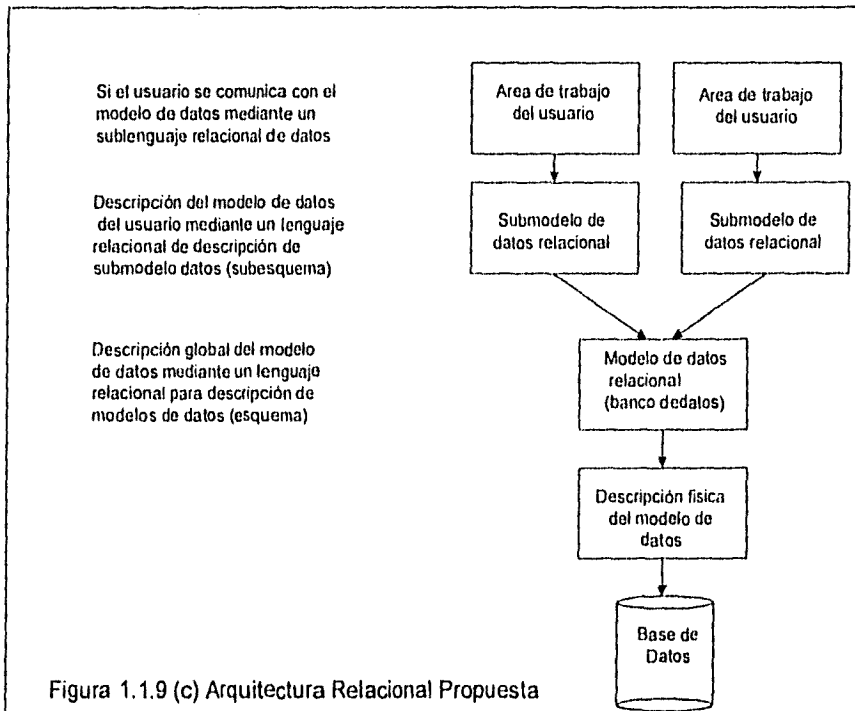 Si el usuario se comunica con el
modelo de datos mediante un
sublenguaje relacional de datos
Area de trabajo
del usuario
Area de trabajo
del usuario
Descripción del modelo de datos
del usuario mediante un lenguaje
relacional de descripción de
submodelo datos (subesquema)
Submodelo de
datos relacional
Submodelo de
datos relacional
Descripción global del modelo
de datos mediante un lenguaje
relacional para descripción de
modelos de datos (esquema)
Modelo de datos
relacional
(banco dedatos)
Descripción física
del modelo de
datos
Base de
Datos
Figura 1.1.9 (c) Arquitectura Relacional Propuesta